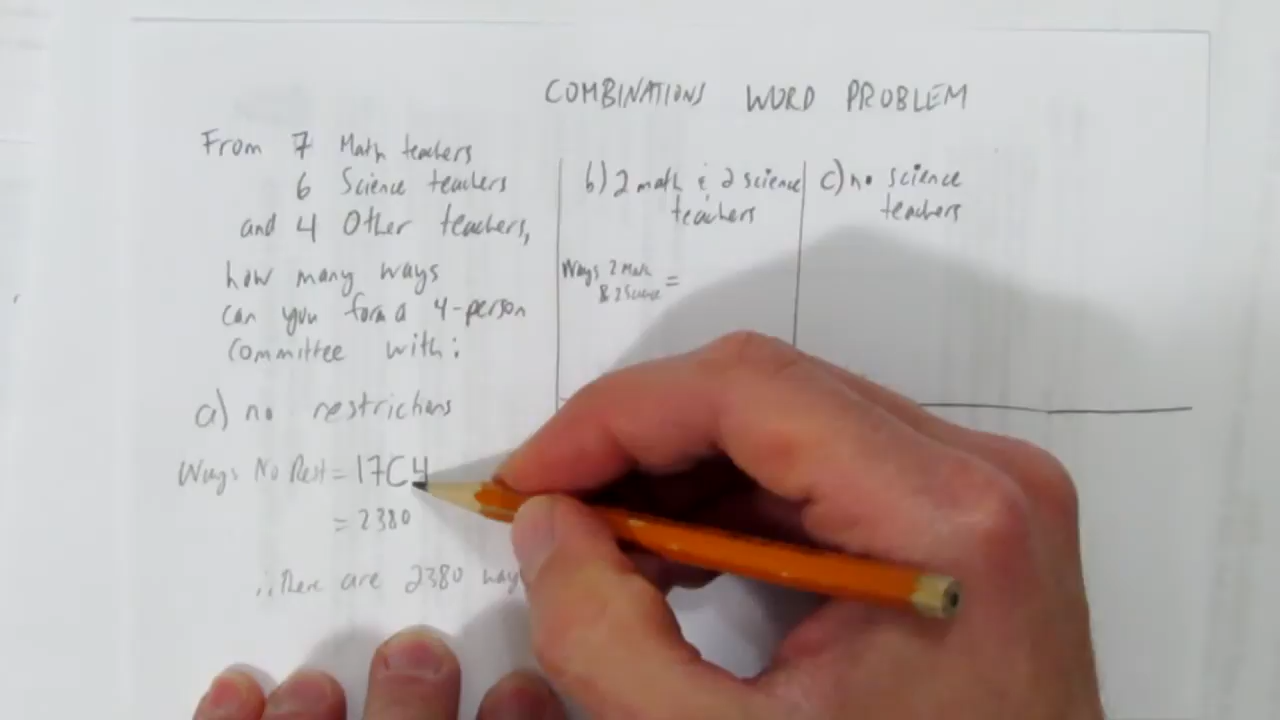 COMBINATIONS WORD PROBLEM
From 7 Math teachers
6 Science teachers
and 4 Other teachers,
how many ways
can you form a 4-person
committee with:
a) no restrictions
Ways No Rest = 17C4
= 2380
∴ There are 2380 way
b) 2 math & 2 science
teachers
Ways 2 Math
& 2 Science =
c) no science
teachers